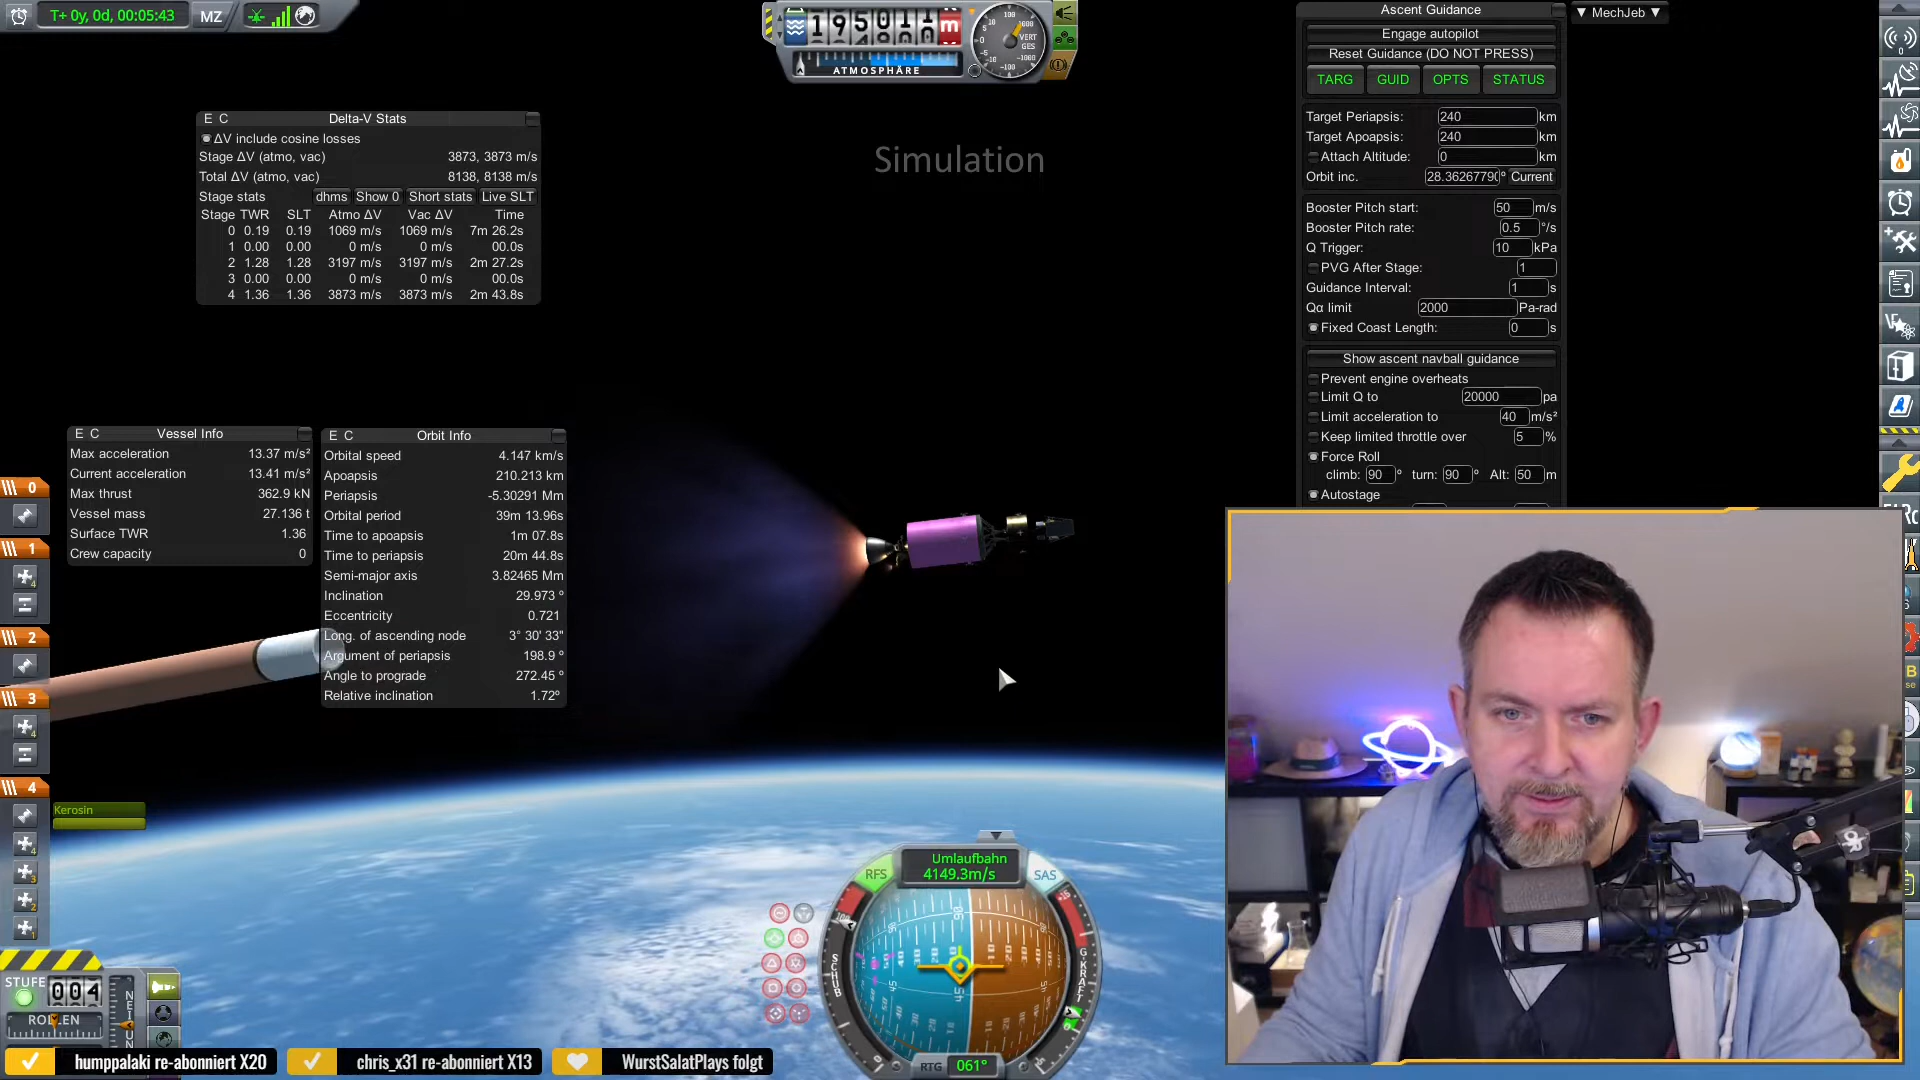 T+ 0y, 0d, 00:05:43
MZ
ATMOSPHÄRE
VERT
GES
Simulation
▼ MechJeb ▼
Ascent Guidance
Engage autopilot
Reset Guidance (DO NOT PRESS)
TARG GUID OPTS STATUS
Target Periapsis: 240 km
Target Apoapsis: 240 km
Attach Altitude: 0 km
Orbit inc. 28.36267790° Current
Booster Pitch start: 50 m/s
Booster Pitch rate: 0.5 °/s
Q Trigger: 10 kPa
PVG After Stage: 1
Guidance Interval: 1 s
Qα limit 2000 Pa-rad
Fixed Coast Length: 0 s
Show ascent navball guidance
Prevent engine overheats
Limit Q to 20000 pa
Limit acceleration to 40 m/s²
Keep limited throttle over 5 %
Force Roll
climb: 90 ° turn: 90 ° Alt: 50 m
Autostage
E C Delta-V Stats
ΔV include cosine losses
Stage ΔV (atmo, vac) 3873, 3873 m/s
Total ΔV (atmo, vac) 8138, 8138 m/s
Stage stats dhms Show 0 Short stats Live SLT
Stage TWR SLT Atmo ΔV Vac ΔV Time
0 0.19 0.19 1069 m/s 1069 m/s 7m 26.2s
1 0.00 0.00 0 m/s 0 m/s 00.0s
2 1.28 1.28 3197 m/s 3197 m/s 2m 27.2s
3 0.00 0.00 0 m/s 0 m/s 00.0s
4 1.36 1.36 3873 m/s 3873 m/s 2m 43.8s
E C Vessel Info
Max acceleration 13.37 m/s²
Current acceleration 13.41 m/s²
Max thrust 362.9 kN
Vessel mass 27.136 t
Surface TWR 1.36
Crew capacity 0
E C Orbit Info
Orbital speed 4.147 km/s
Apoapsis 210.213 km
Periapsis -5.30291 Mm
Orbital period 39m 13.96s
Time to apoapsis 1m 07.8s
Time to periapsis 20m 44.8s
Semi-major axis 3.82465 Mm
Inclination 29.973 °
Eccentricity 0.721
Long. of ascending node 3° 30' 33"
Argument of periapsis 198.9 °
Angle to prograde 272.45 °
Relative inclination 1.72º
0
1
2
3
4
Kerosin
STUFE
004
ROLLEN
Umlaufbahn
4149.3m/s
RFS
SAS
SCHUB
G-KRAFT
RTG 061°
humppalaki re-abonniert X20
chris_x31 re-abonniert X13
WurstSalatPlays folgt